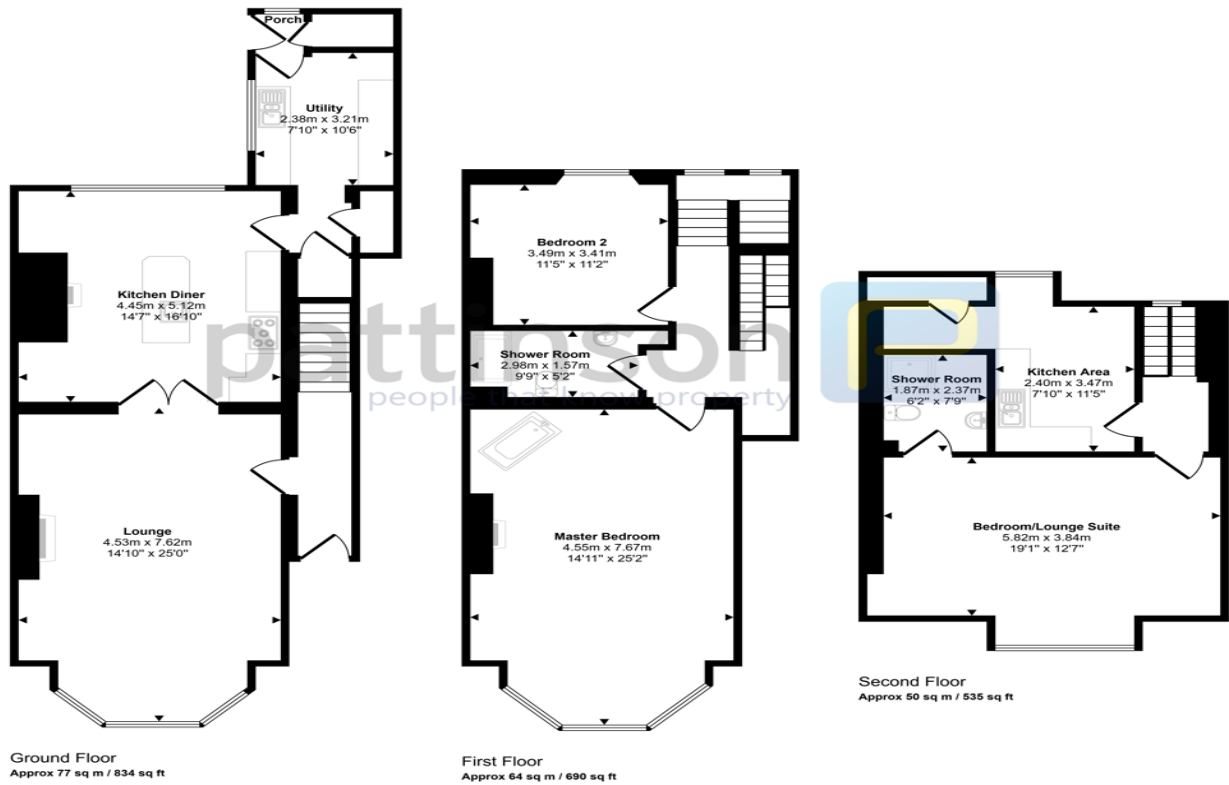 Porch
Utility
2.38m x 3.21m
7'10" x 10'6"
Kitchen Diner
4.45m x 5.12m
14'7" x 16'10"
Lounge
4.53m x 7.62m
14'10" x 25'0"
Ground Floor
Approx 77 sq m / 834 sq ft
Bedroom 2
3.49m x 3.41m
11'5" x 11'2"
Shower Room
2.98m x 1.57m
9'9" x 5'2"
Master Bedroom
4.55m x 7.67m
14'11" x 25'2"
First Floor
Approx 64 sq m / 690 sq ft
Shower Room
1.87m x 2.37m
6'2" x 7'9"
Kitchen Area
2.40m x 3.47m
7'10" x 11'5"
Bedroom/Lounge Suite
5.82m x 3.84m
19'1" x 12'7"
Second Floor
Approx 50 sq m / 535 sq ft
pattinson
people that know property